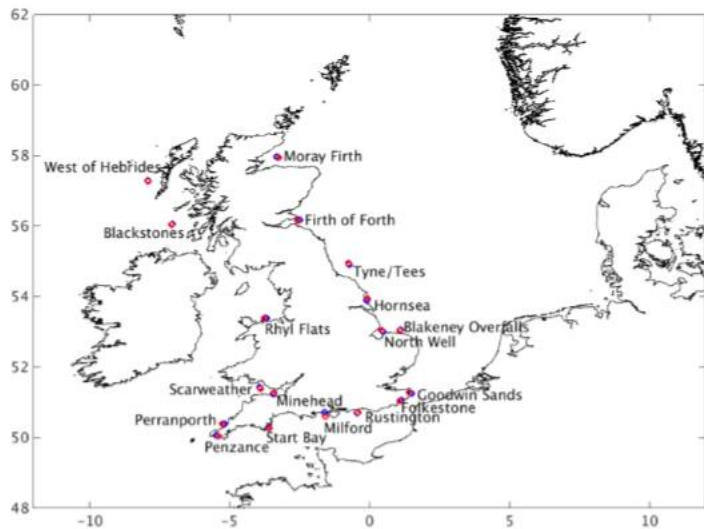 62
60
58
56
54
52
50
48
-10
-5
0
5
10
West of Hebrides
Moray Firth
Blackstones
Firth of Forth
Tyne/Tees
Hornsea
Rhyl Flats
Blakeney Overfalls
North Well
Scarweather
Minehead
Goodwin Sands
Folkestone
Perranporth
Rustington
Milford
Start Bay
Penzance